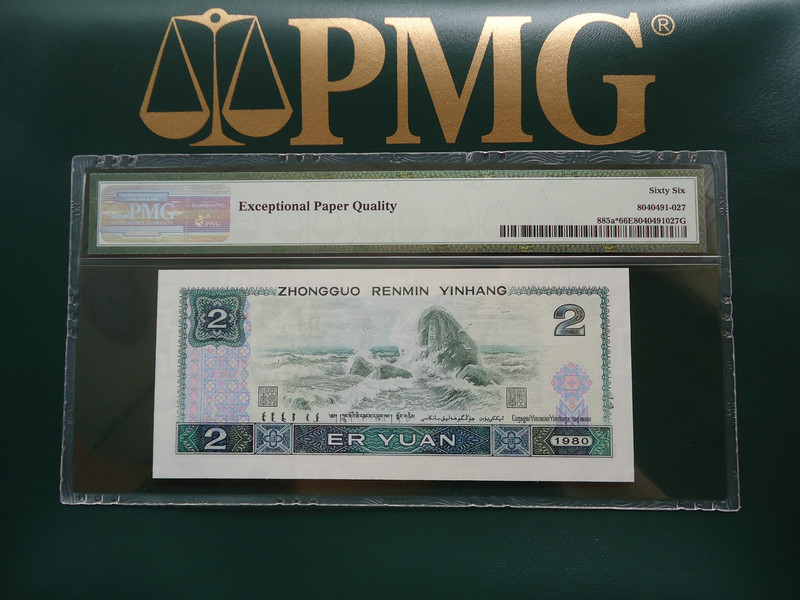 PMG®
PMG
PMG
Exceptional Paper Quality
Sixty Six
8040491-027
885a*66E8040491027G
ZHONGGUO RENMIN YINHANG
2
2
2
ER YUAN
1980